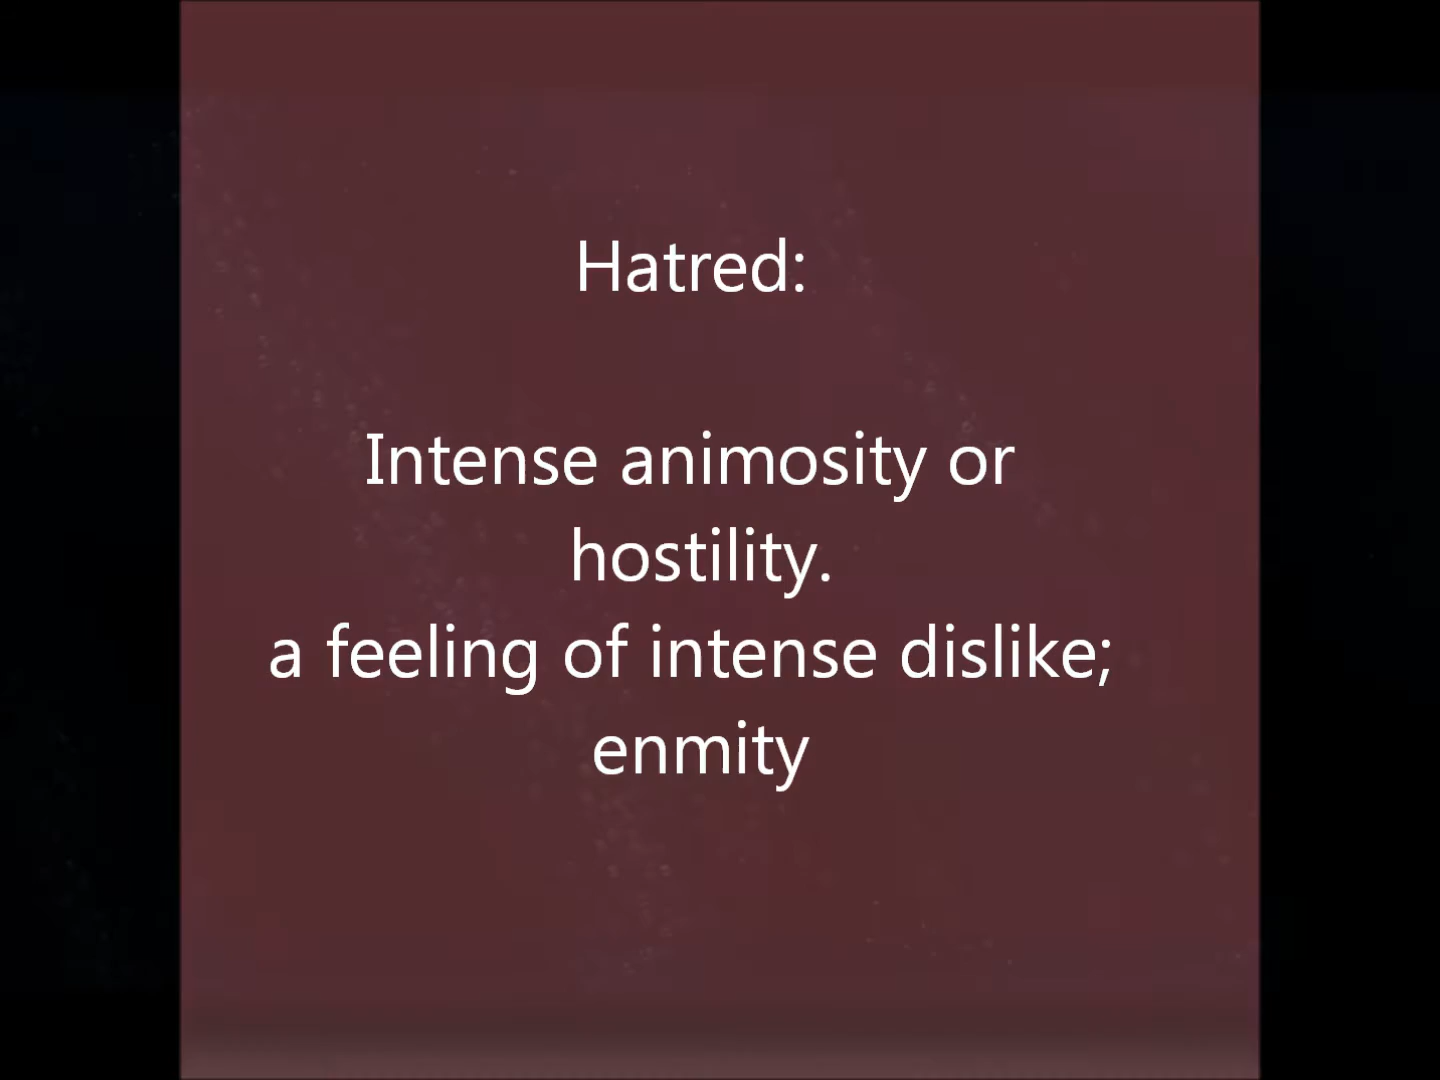 Hatred:
Intense animosity or
hostility.
a feeling of intense dislike;
enmity